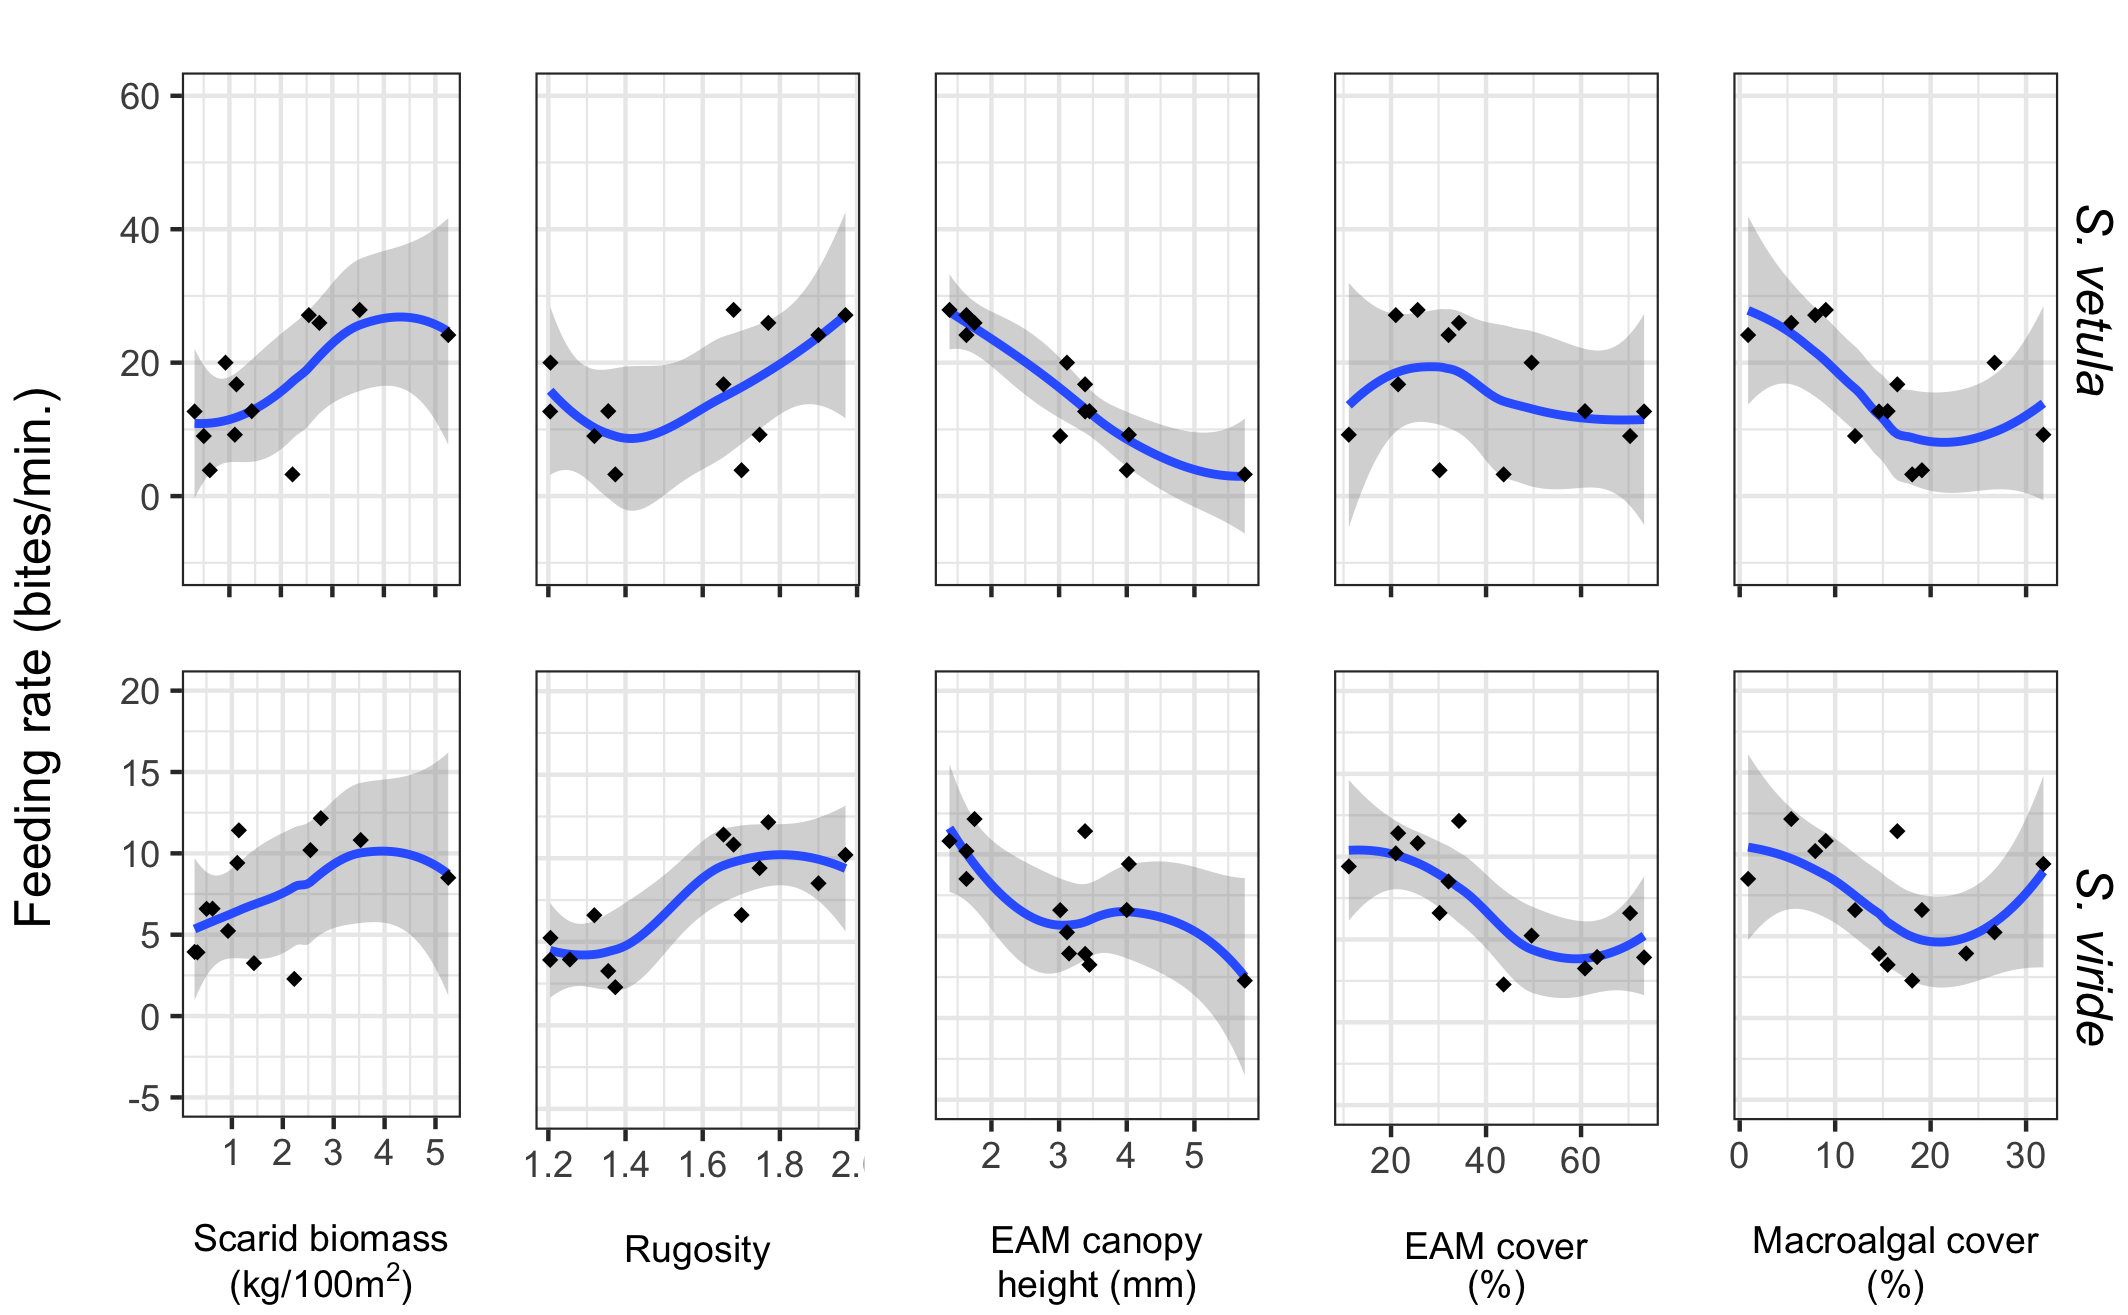 60
40
20
0
S. vetula
Feeding rate (bites/min.)
20
15
10
5
0
-5
S. viride
1 2 3 4 5
1.2 1.4 1.6 1.8 2.
2 3 4 5
20 40 60
0 10 20 30
Scarid biomass
(kg/100m²)
Rugosity
EAM canopy
height (mm)
EAM cover
(%)
Macroalgal cover
(%)